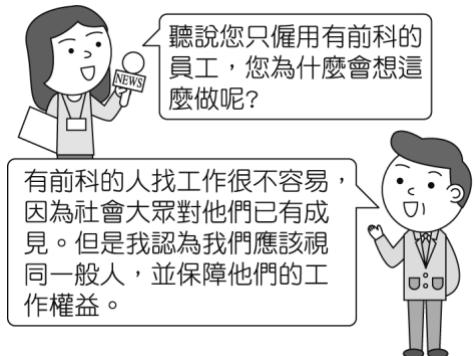 聽說您只僱用有前科的
員工，您為什麼會想這
麼做呢?
NEWS
有前科的人找工作很不容易，
因為社會大眾對他們已有成
見。但是我認為我們應該視
同一般人，並保障他們的工
作權益。